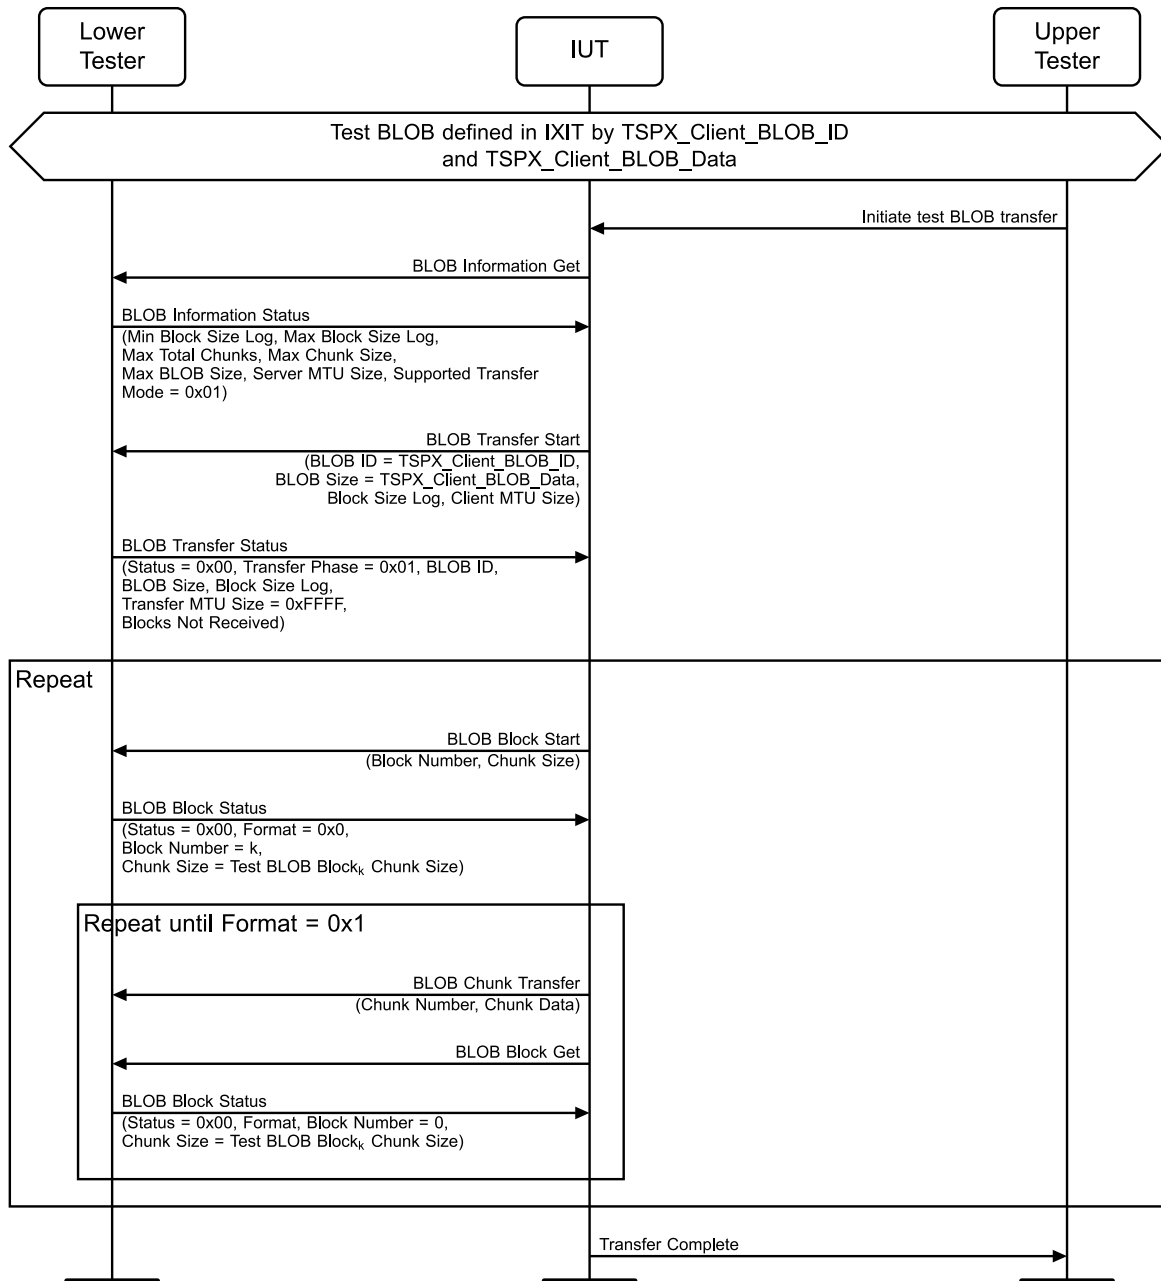 Lower
Tester
IUT
Upper
Tester
Test BLOB defined in IXIT by TSPX_Client_BLOB_ID
and TSPX_Client_BLOB_Data
Initiate test BLOB transfer
BLOB Information Get
BLOB Information Status
(Min Block Size Log, Max Block Size Log,
Max Total Chunks, Max Chunk Size,
Max BLOB Size, Server MTU Size, Supported Transfer
Mode = 0x01)
BLOB Transfer Start
(BLOB ID = TSPX_Client_BLOB_ID,
BLOB Size = TSPX_Client_BLOB_Data,
Block Size Log, Client MTU Size)
BLOB Transfer Status
(Status = 0x00, Transfer Phase = 0x01, BLOB ID,
BLOB Size, Block Size Log,
Transfer MTU Size = 0xFFFF,
Blocks Not Received)
Repeat
BLOB Block Start
(Block Number, Chunk Size)
BLOB Block Status
(Status = 0x00, Format = 0x0,
Block Number = k,
Chunk Size = Test BLOB Blockₖ Chunk Size)
Repeat until Format = 0x1
BLOB Chunk Transfer
(Chunk Number, Chunk Data)
BLOB Block Get
BLOB Block Status
(Status = 0x00, Format, Block Number = 0,
Chunk Size = Test BLOB Blockₖ Chunk Size)
Transfer Complete